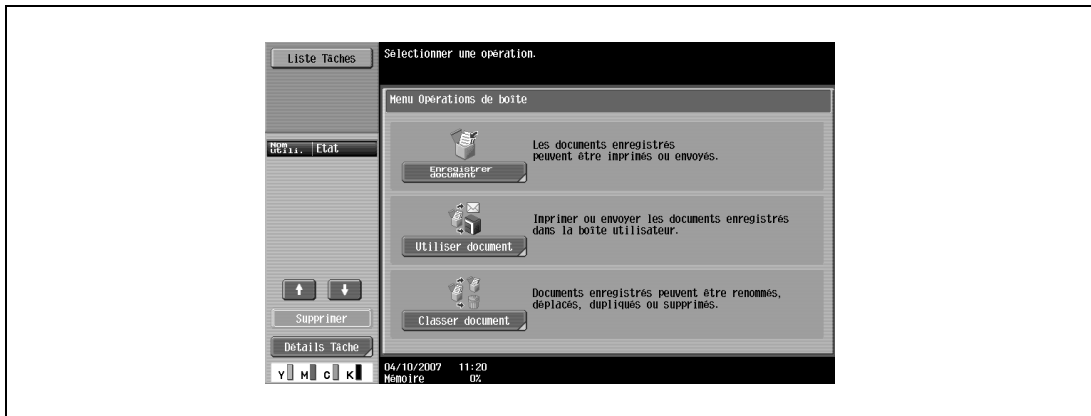 Liste Tâches
Sélectionner une opération.
Menu Opérations de boîte
Nom
utili.
Etat
Enregistrer
document
Les documents enregistrés
peuvent être imprimés ou envoyés.
Utiliser document
Inprimer ou envoyer les documents enregistrés
dans la boîte utilisateur.
Classer document
Documents enregistrés peuvent être renommés,
déplacés, dupliqués ou supprimés.
Supprimer
Détails Tâche
Y M C K
04/10/2007 11:20
Mémoire 0%